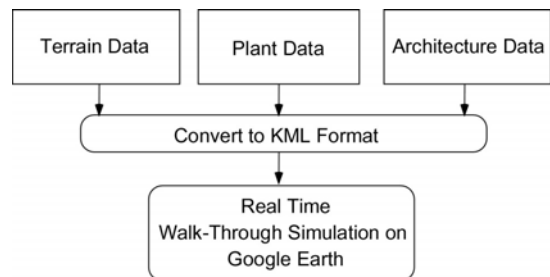 Terrain Data
Plant Data
Architecture Data
Convert to KML Format
Real Time
Walk-Through Simulation on
Google Earth